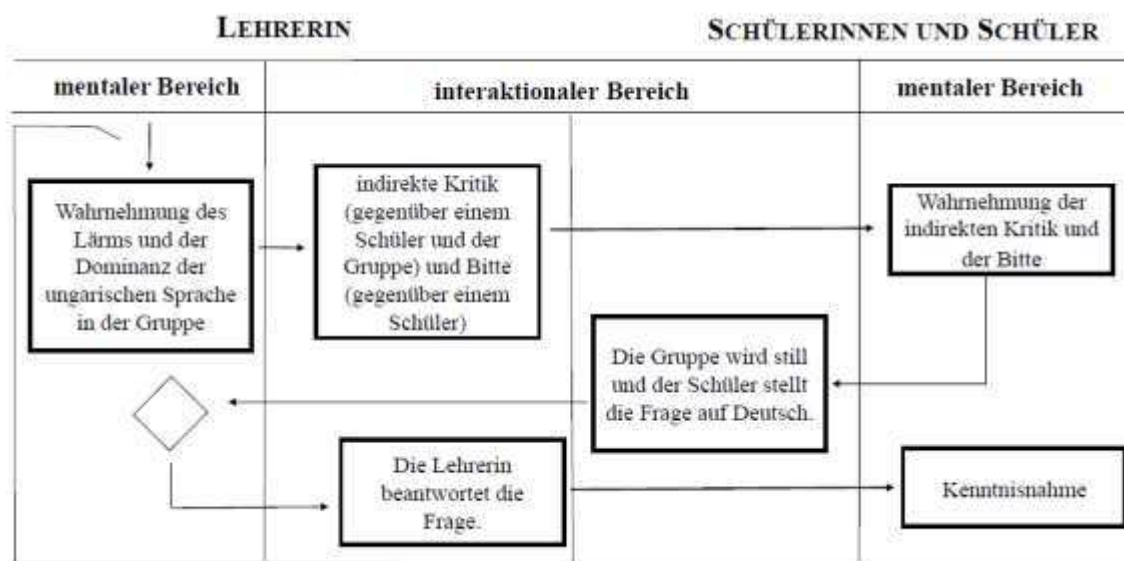 LEHRERIN
SCHÜLERINNEN UND SCHÜLER
mentaler Bereich
interaktionaler Bereich
mentaler Bereich
Wahrnehmung des
Lärms und der
Dominanz der
ungarischen Sprache
in der Gruppe
indirekte Kritik
(gegenüber einem
Schüler und der
Gruppe) und Bitte
(gegenüber einem
Schüler)
Wahrnehmung der
indirekten Kritik und
der Bitte
Die Gruppe wird still
und der Schüler stellt
die Frage auf Deutsch.
Die Lehrerin
beantwortet die
Frage.
Kenntnisnahme